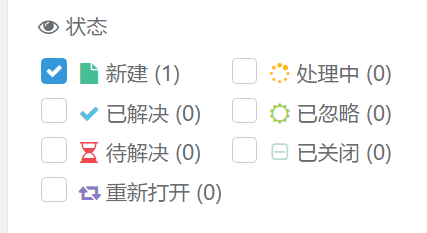 状态
新建 (1) 处理中 (0)
已解决 (0) 已忽略 (0)
待解决 (0) 已关闭 (0)
重新打开 (0)